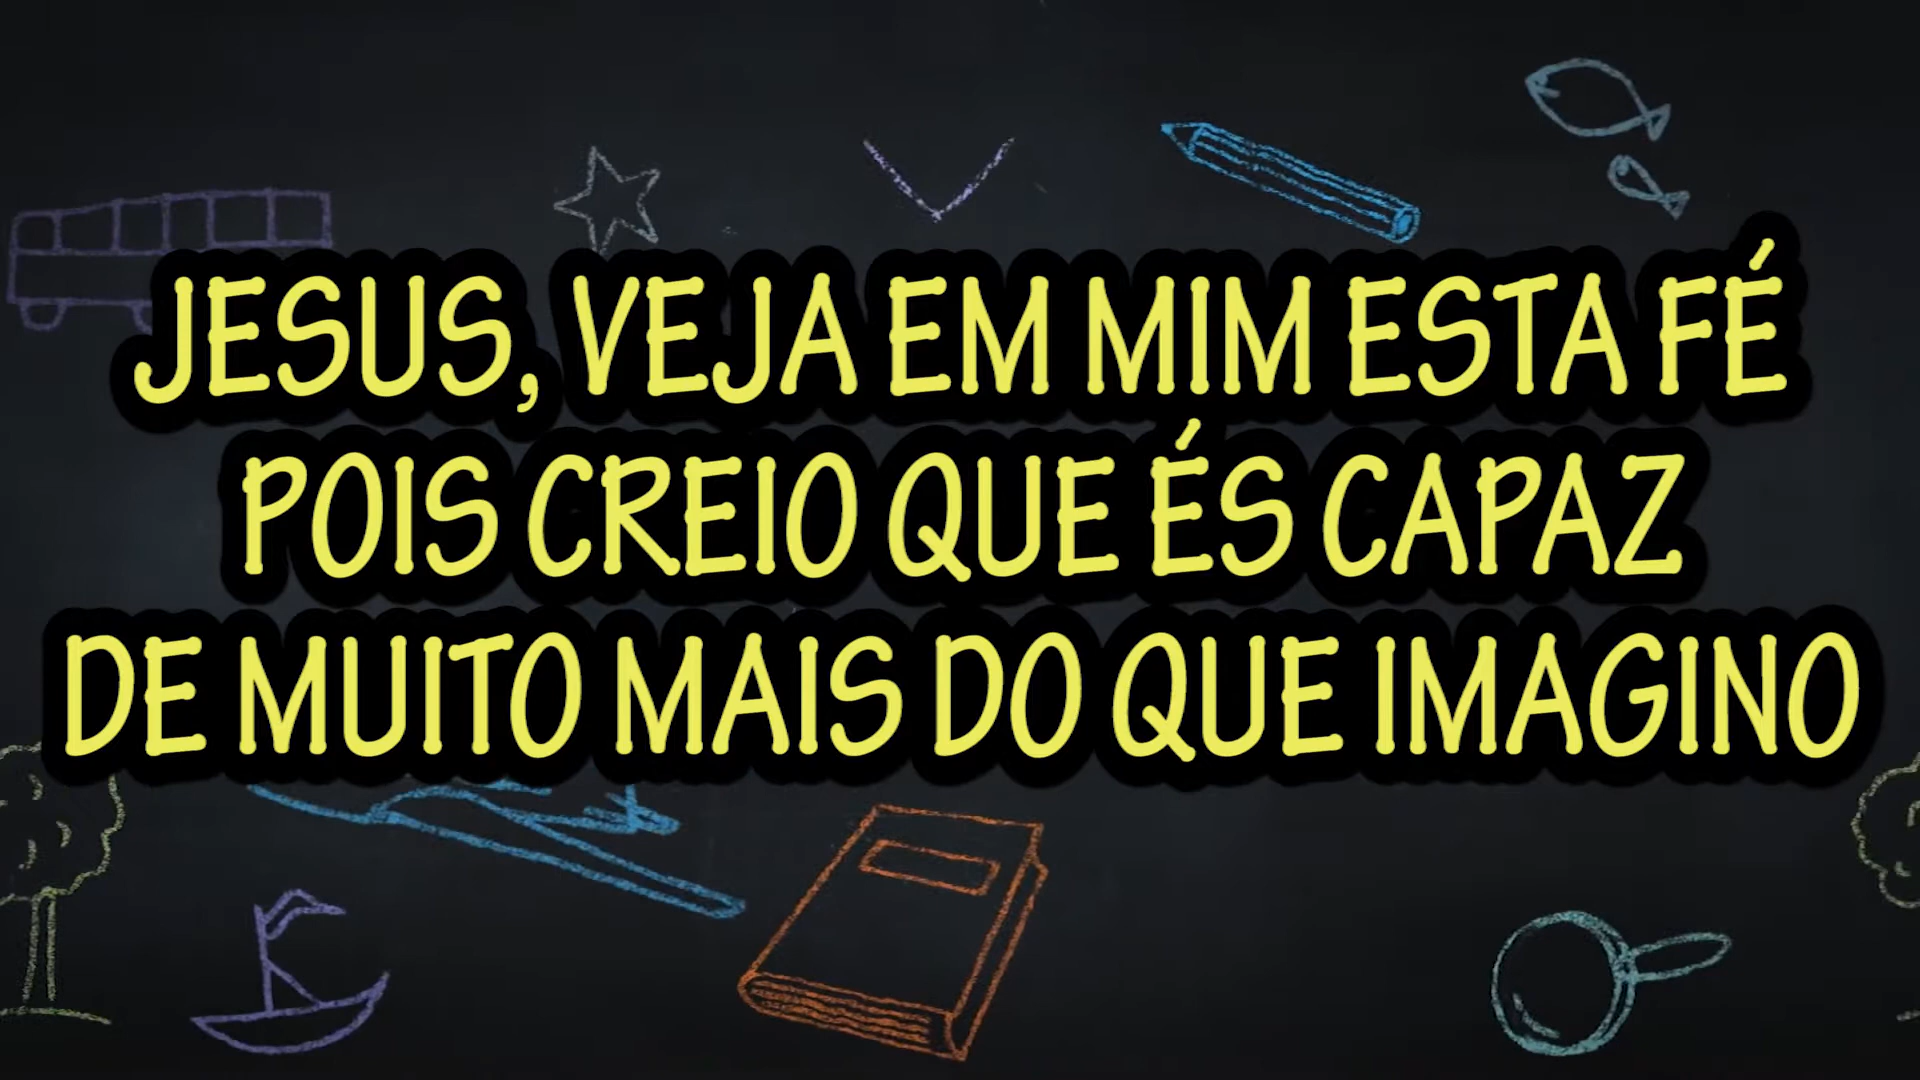 JESUS, VEJA EM MIM ESTA FÉ
POIS CREIO QUE ÉS CAPAZ
DE MUITO MAIS DO QUE IMAGINO